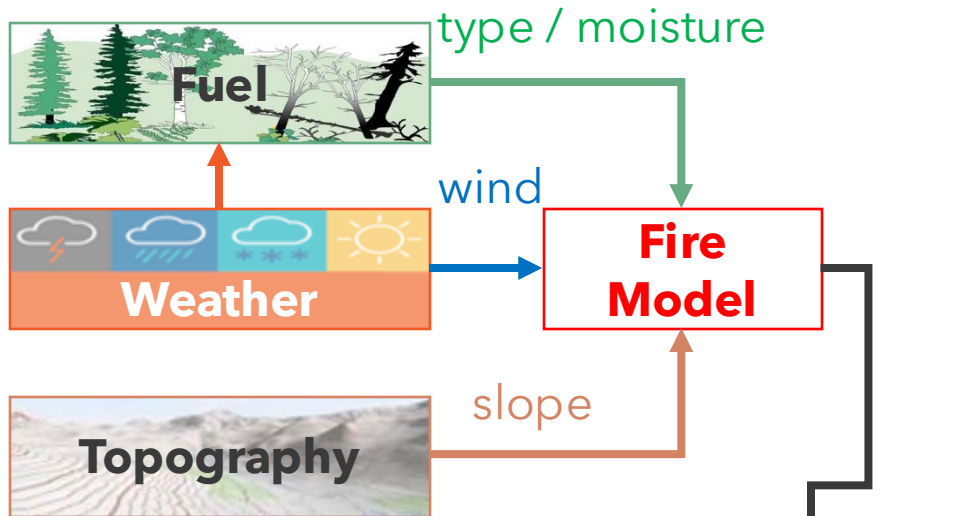 type / moisture
Fuel
wind
Weather
Fire
Model
slope
Topography